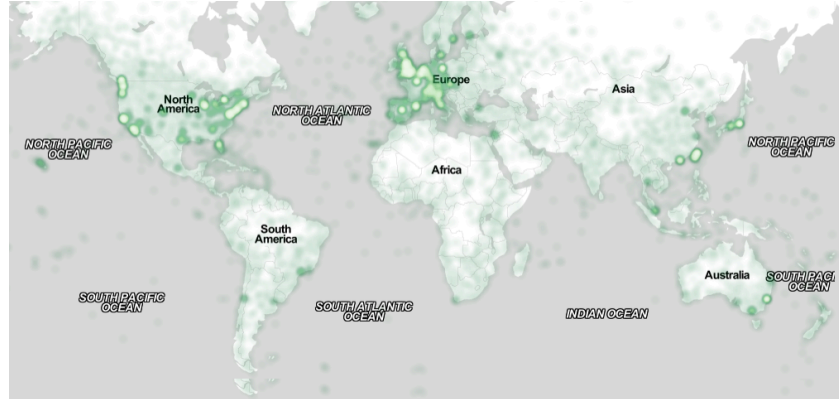 Europe
Asia
North
America
NORTH ATLANTIC
OCEAN
NORTH PACIFIC
OCEAN
NORTH PACIFIC
OCEAN
Africa
South
America
Australia
SOUTH PACI
OCEAN
SOUTH PACIFIC
OCEAN
SOUTH ATLANTIC
OCEAN
INDIAN OCEAN